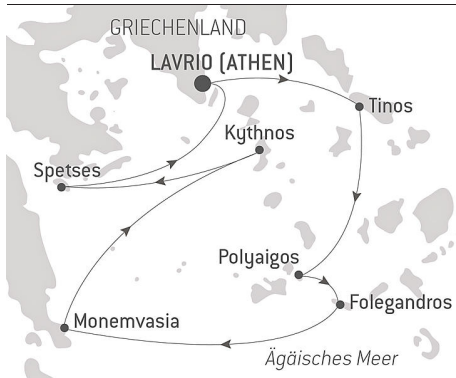 GRIECHENLAND
LAVRIO (ATHEN)
Tinos
Kythnos
Spetses
Polyaigos
Folegandros
Monemvasia
Ägäisches Meer